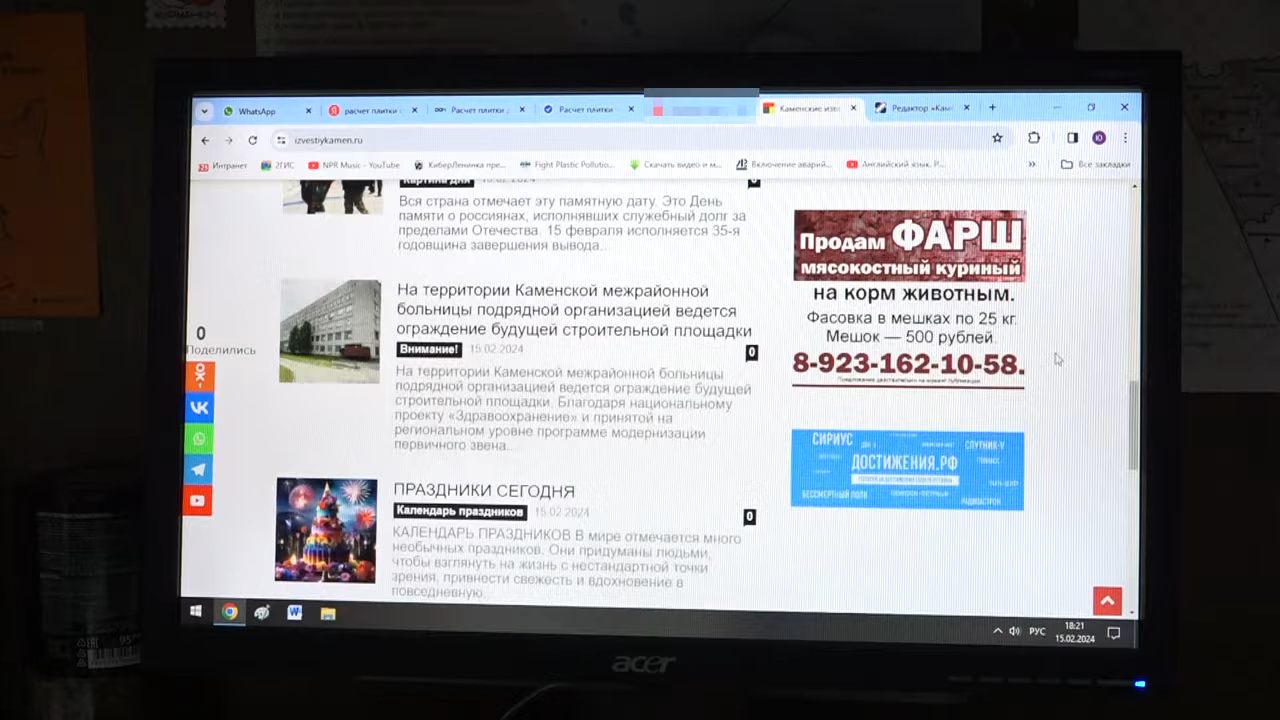 WhatsApp
расчет плитки
Расчет плитки
Расчет плитки
Каменские изв
Редактор «Кам
izvestiykamen.ru
Интранет
2ГИС
NPR Music - YouTube
КиберЛенинка пре...
Fight Plastic Pollutio...
Скачать видео и м...
Включение аварий...
Английский язык. Р...
Все закладки
Картина дня 15.02.2024
0
Вся страна отмечает эту памятную дату. Это День
памяти о россиянах, исполнявших служебный долг за
пределами Отечества. 15 февраля исполняется 35-я
годовщина завершения вывода...
На территории Каменской межрайонной
больницы подрядной организацией ведется
ограждение будущей строительной площадки
Внимание! 15.02.2024
0
На территории Каменской межрайонной больницы
подрядной организацией ведется ограждение будущей
строительной площадки. Благодаря национальному
проекту «Здравоохранение» и принятой на
региональном уровне программе модернизации
первичного звена...
ПРАЗДНИКИ СЕГОДНЯ
Календарь праздников 15.02.2024
0
КАЛЕНДАРЬ ПРАЗДНИКОВ В мире отмечается много
необычных праздников. Они придуманы людьми,
чтобы взглянуть на жизнь с нестандартной точки
зрения, привнести свежесть и вдохновение в
повседневную
0
Поделились
Продам ФАРШ
мясокостный куриный
на корм животным.
Фасовка в мешках по 25 кг.
Мешок — 500 рублей.
8-923-162-10-58.
СИРИУС
СПУТНИК-V
ДОСТИЖЕНИЯ.РФ
БЕССМЕРТНЫЙ ПОЛК
РАДИОАСТРОН
РУС
18:21
15.02.2024
acer